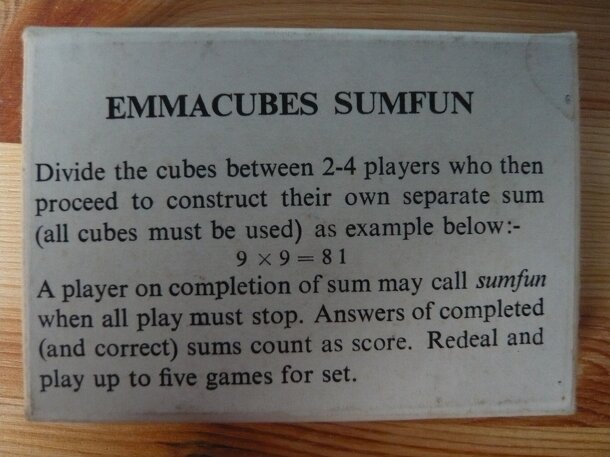 EMMACUBES SUMFUN
Divide the cubes between 2-4 players who then
proceed to construct their own separate sum
(all cubes must be used) as example below:-
9 × 9 = 81
A player on completion of sum may call sumfun
when all play must stop. Answers of completed
(and correct) sums count as score. Redeal and
play up to five games for set.